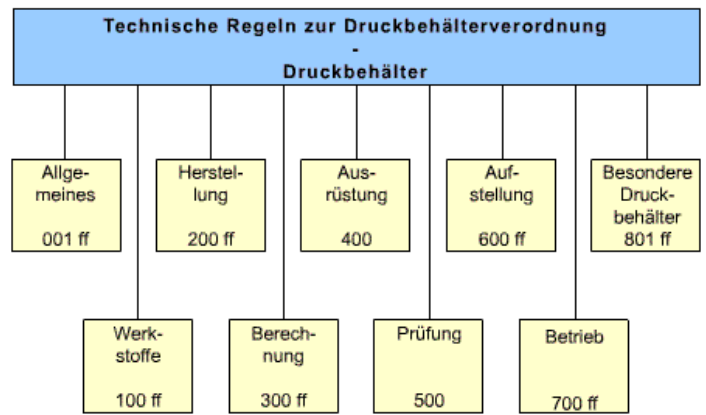 Technische Regeln zur Druckbehälterverordnung
-
Druckbehälter
Allge-
meines
001 ff
Herstel-
lung
200 ff
Aus-
rüstung
400
Auf-
stellung
600 ff
Besondere
Druck-
behälter
801 ff
Werk-
stoffe
100 ff
Berech-
nung
300 ff
Prüfung
500
Betrieb
700 ff